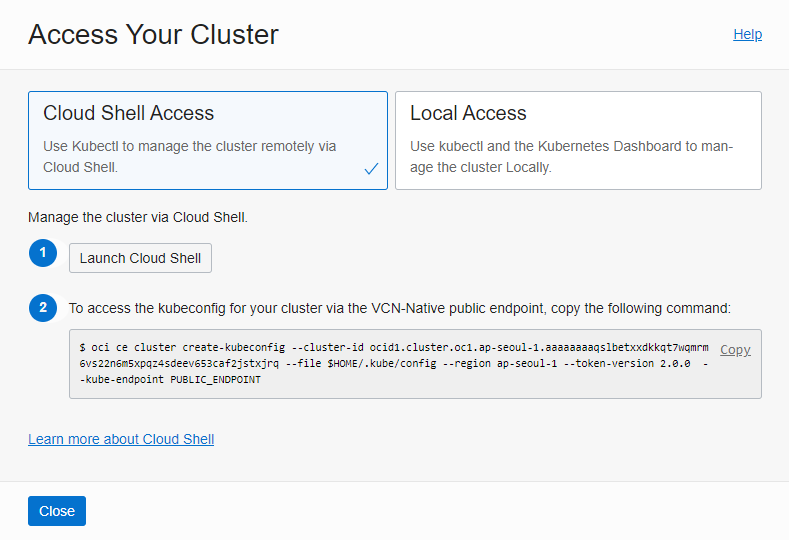 Access Your Cluster
Help
Cloud Shell Access
Use Kubectl to manage the cluster remotely via
Cloud Shell.
Local Access
Use kubectl and the Kubernetes Dashboard to man-
age the cluster Locally.
Manage the cluster via Cloud Shell.
1
Launch Cloud Shell
2
To access the kubeconfig for your cluster via the VCN-Native public endpoint, copy the following command:
$ oci ce cluster create-kubeconfig --cluster-id ocid1.cluster.oc1.ap-seoul-1.aaaaaaaaqslbetxxdkkqt7wqmrm
6vs22n6m5xpqz4sdeev653caf2jstxjrq --file $HOME/.kube/config --region ap-seoul-1 --token-version 2.0.0  -
-kube-endpoint PUBLIC_ENDPOINT
Copy
Learn more about Cloud Shell
Close